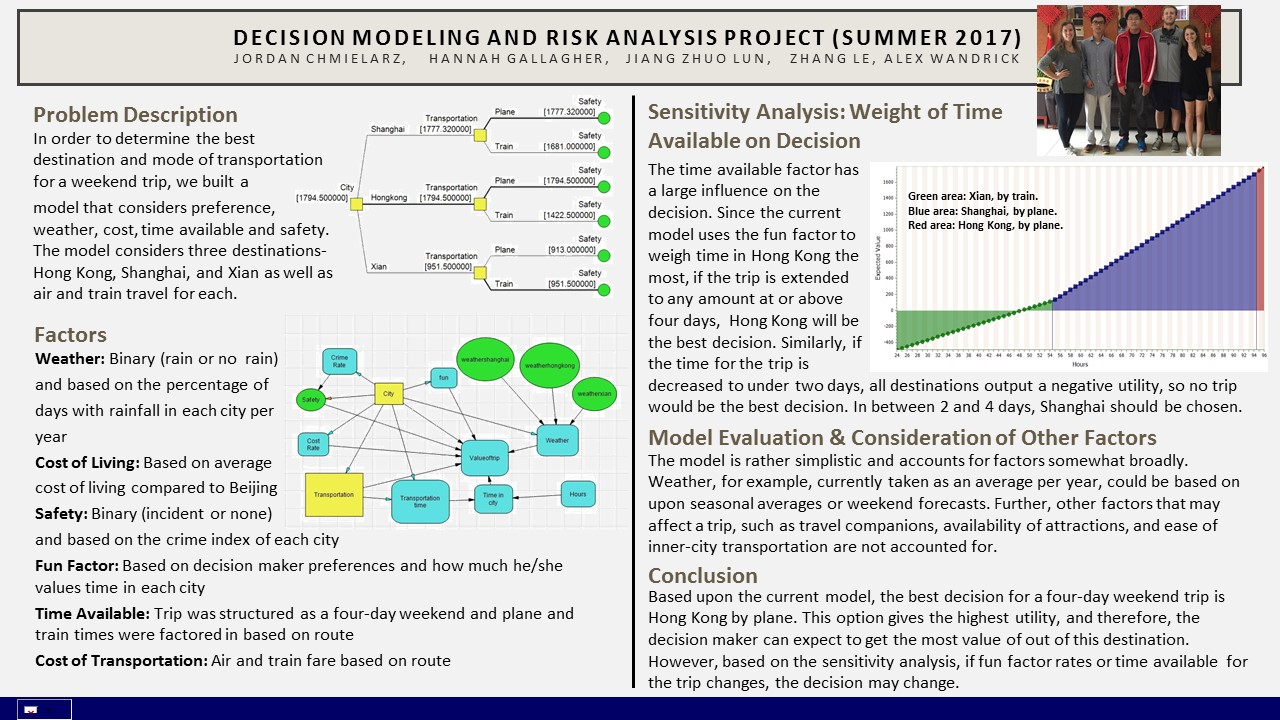 DECISION MODELING AND RISK ANALYSIS PROJECT (SUMMER 2017)
JORDAN CHMIELARZ, HANNAH GALLAGHER, JIANG ZHUO LUN, ZHANG LE, ALEX WANDRICK
Problem Description
In order to determine the best
destination and mode of transportation
for a weekend trip, we built a
model that considers preference,
weather, cost, time available and safety.
The model considers three destinations-
Hong Kong, Shanghai, and Xian as well as
air and train travel for each.
City
[1794.500000]
Shanghai
Transportation
[1777.320000]
Plane
Safety
[1777.320000]
Train
Safety
[1681.000000]
Hongkong
Transportation
[1794.500000]
Plane
Safety
[1794.500000]
Train
Safety
[1422.500000]
Xian
Transportation
[951.500000]
Plane
Safety
[913.000000]
Train
Safety
[951.500000]
Factors
Weather: Binary (rain or no rain)
and based on the percentage of
days with rainfall in each city per
year
Cost of Living: Based on average
cost of living compared to Beijing
Safety: Binary (incident or none)
and based on the crime index of each city
Fun Factor: Based on decision maker preferences and how much he/she
values time in each city
Time Available: Trip was structured as a four-day weekend and plane and
train times were factored in based on route
Cost of Transportation: Air and train fare based on route
Crime
Rate
fun
weathershanghai
weatherhongkong
weatherxian
Safety
City
Cost
Rate
Valueoftrip
Weather
Transportation
Transportation
time
Time in
city
Hours
Sensitivity Analysis: Weight of Time
Available on Decision
The time available factor has
a large influence on the
decision. Since the current
model uses the fun factor to
weigh time in Hong Kong the
most, if the trip is extended
to any amount at or above
four days, Hong Kong will be
the best decision. Similarly, if
the time for the trip is
decreased to under two days, all destinations output a negative utility, so no trip
would be the best decision. In between 2 and 4 days, Shanghai should be chosen.
Green area: Xian, by train.
Blue area: Shanghai, by plane.
Red area: Hong Kong, by plane.
Expected Value
1600
1400
1200
1000
800
600
400
200
0
-200
-400
24 26 28 30 32 34 36 38 40 42 44 46 48 50 52 54 56 58 60 62 64 66 68 70 72 74 76 78 80 82 84 86 88 90 92 94 96
Hours
Model Evaluation & Consideration of Other Factors
The model is rather simplistic and accounts for factors somewhat broadly.
Weather, for example, currently taken as an average per year, could be based on
upon seasonal averages or weekend forecasts. Further, other factors that may
affect a trip, such as travel companions, availability of attractions, and ease of
inner-city transportation are not accounted for.
Conclusion
Based upon the current model, the best decision for a four-day weekend trip is
Hong Kong by plane. This option gives the highest utility, and therefore, the
decision maker can expect to get the most value of out of this destination.
However, based on the sensitivity analysis, if fun factor rates or time available for
the trip changes, the decision may change.